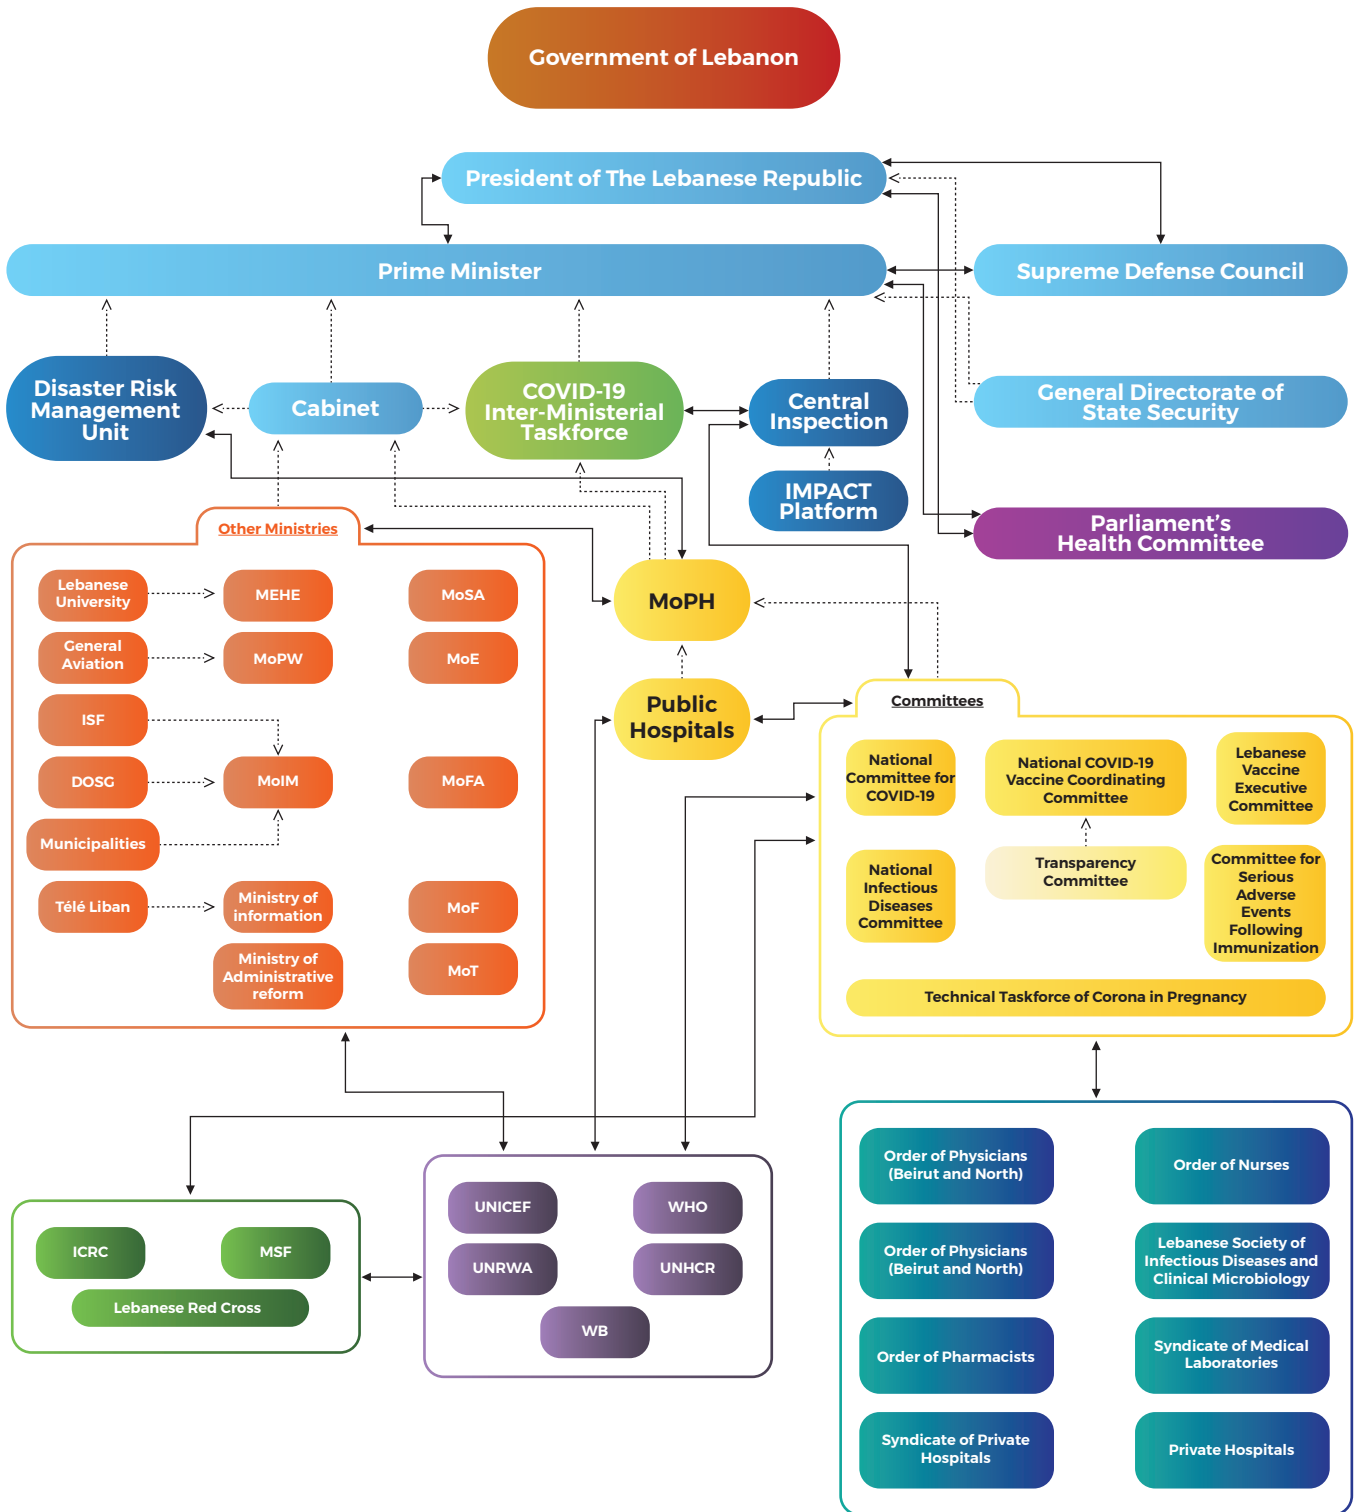 Government of Lebanon
President of The Lebanese Republic
Prime Minister
Supreme Defense Council
Disaster Risk
Management
Unit
Cabinet
COVID-19
Inter-Ministerial
Taskforce
Central
Inspection
General Directorate of
State Security
IMPACT
Platform
Parliament's
Health Committee
Other Ministries
Lebanese
University
MEHE
MoSA
General
Aviation
MoPW
MoE
ISF
DOSG
MoIM
MoFA
Municipalities
Télé Liban
Ministry of
information
MoF
Ministry of
Administrative
reform
MoT
MoPH
Public
Hospitals
Committees
National
Committee for
COVID-19
National COVID-19
Vaccine Coordinating
Committee
Lebanese
Vaccine
Executive
Committee
National
Infectious
Diseases
Committee
Transparency
Committee
Committee for
Serious
Adverse
Events
Following
Immunization
Technical Taskforce of Corona in Pregnancy
ICRC
MSF
Lebanese Red Cross
UNICEF
WHO
UNRWA
UNHCR
WB
Order of Physicians
(Beirut and North)
Order of Nurses
Order of Physicians
(Beirut and North)
Lebanese Society of
Infectious Diseases and
Clinical Microbiology
Order of Pharmacists
Syndicate of Medical
Laboratories
Syndicate of Private
Hospitals
Private Hospitals